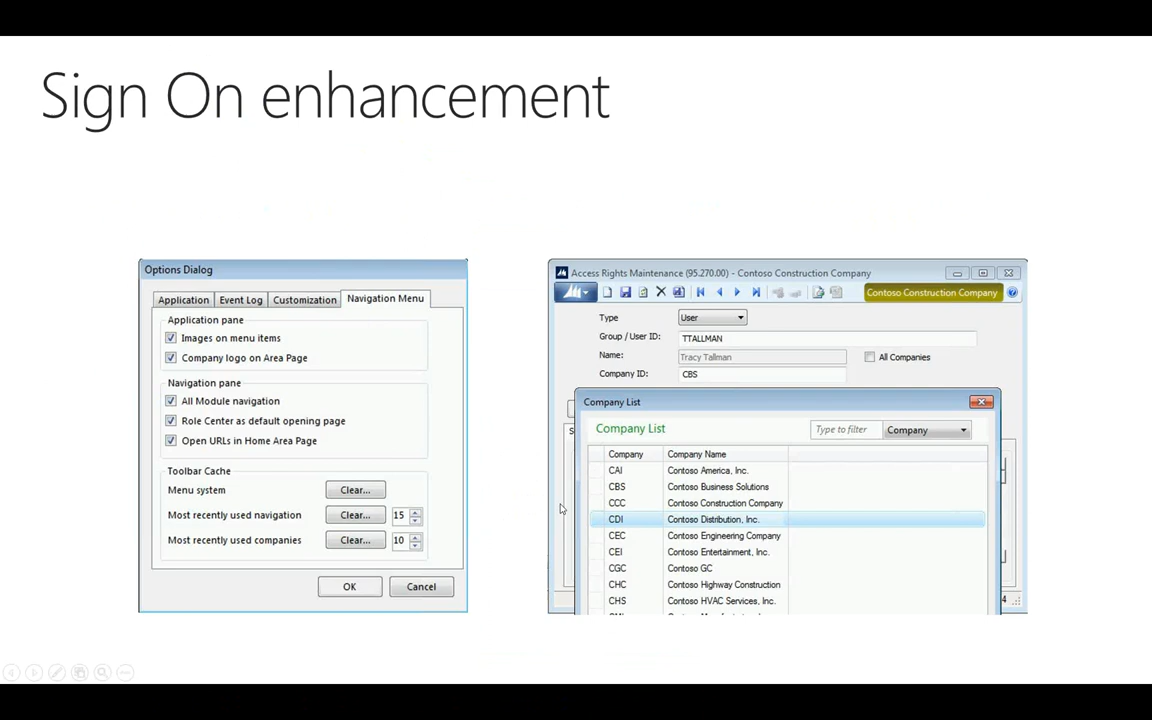 Sign On enhancement
Options Dialog
Application
Event Log
Customization
Navigation Menu
Application pane
Images on menu items
Company logo on Area Page
Navigation pane
All Module navigation
Role Center as default opening page
Open URLs in Home Area Page
Toolbar Cache
Menu system Clear...
Most recently used navigation Clear... 15
Most recently used companies Clear... 10
OK Cancel
Access Rights Maintenance (95.270.00) - Contoso Construction Company
Contoso Construction Company
Type User
Group / User ID: TTALLMAN
Name: Tracy Tallman All Companies
Company ID: CBS
Company List
Company List Type to filter Company
Company Company Name
CAI Contoso America, Inc.
CBS Contoso Business Solutions
CCC Contoso Construction Company
CDI Contoso Distribution, Inc.
CEC Contoso Engineering Company
CEI Contoso Entertainment, Inc.
CGC Contoso GC
CHC Contoso Highway Construction
CHS Contoso HVAC Services, Inc.